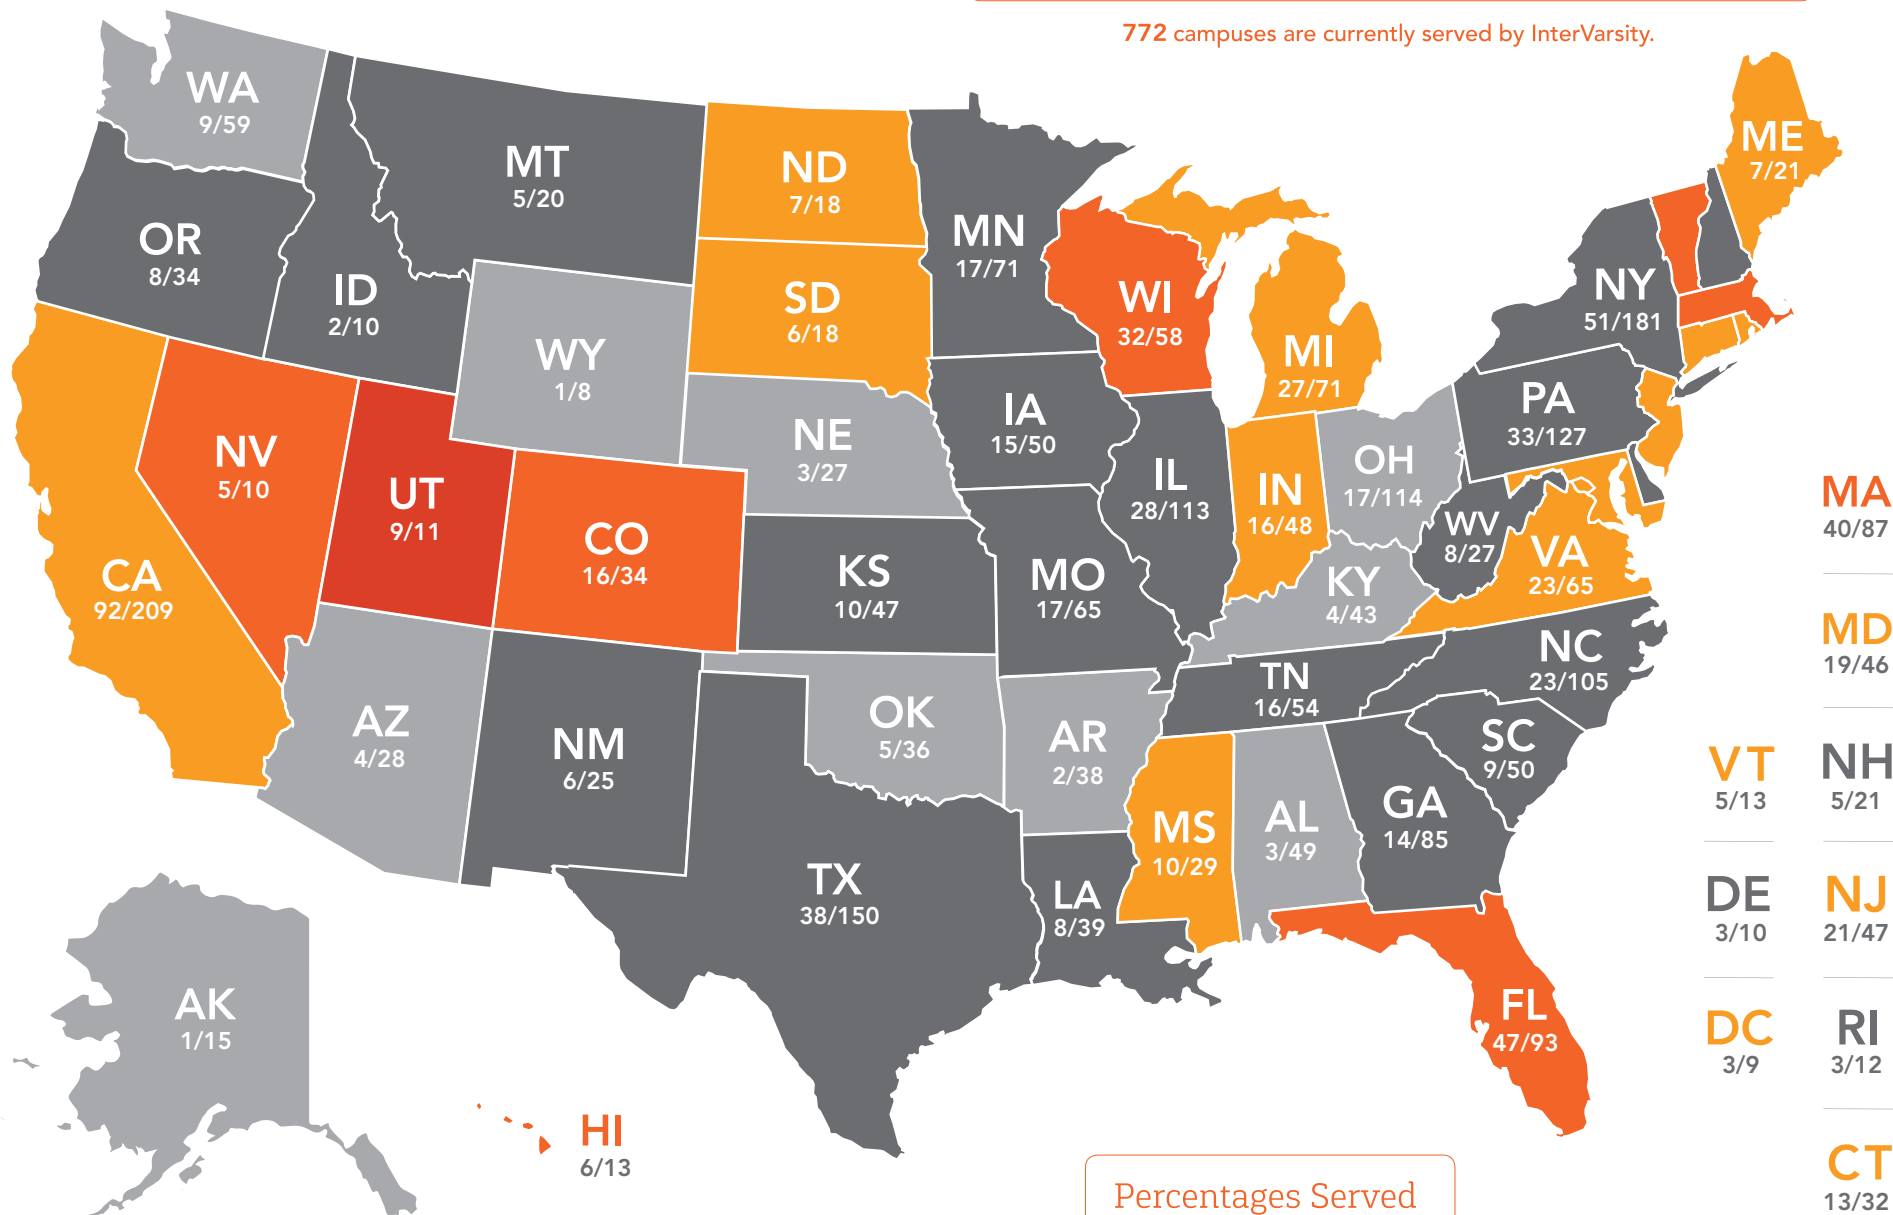 772 campuses are currently served by InterVarsity.
WA
9/59
MT
5/20
ND
7/18
ME
7/21
OR
8/34
ID
2/10
MN
17/71
SD
6/18
WI
32/58
NY
51/181
WY
1/8
MI
27/71
NV
5/10
UT
9/11
NE
3/27
IA
15/50
PA
33/127
CO
16/34
IL
28/113
IN
16/48
OH
17/114
MA
40/87
CA
92/209
KS
10/47
MO
17/65
WV
8/27
VA
23/65
KY
4/43
MD
19/46
NC
23/105
TN
16/54
AZ
4/28
NM
6/25
OK
5/36
AR
2/38
SC
9/50
VT
5/13
NH
5/21
MS
10/29
AL
3/49
GA
14/85
TX
38/150
LA
8/39
DE
3/10
NJ
21/47
AK
1/15
FL
47/93
DC
3/9
RI
3/12
HI
6/13
CT
13/32
Percentages Served